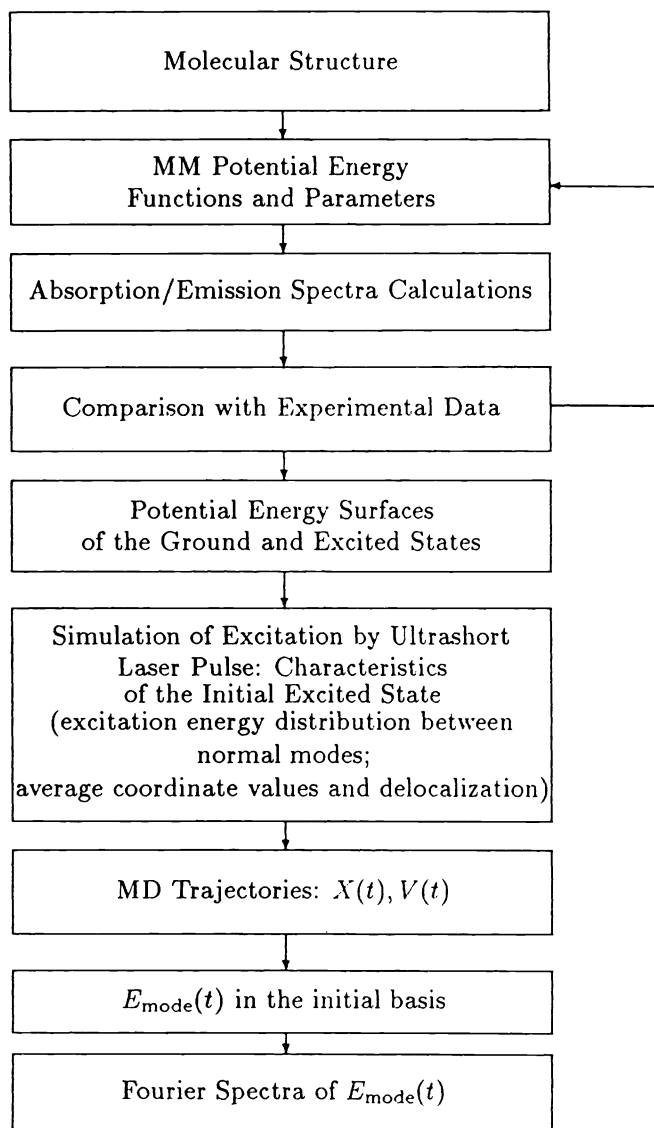 Molecular Structure
MM Potential Energy
Functions and Parameters
Absorption/Emission Spectra Calculations
Comparison with Experimental Data
Potential Energy Surfaces
of the Ground and Excited States
Simulation of Excitation by Ultrashort
Laser Pulse: Characteristics
of the Initial Excited State
(excitation energy distribution between
normal modes;
average coordinate values and delocalization)
MD Trajectories: X(t), V(t)
E_mode(t) in the initial basis
Fourier Spectra of E_mode(t)